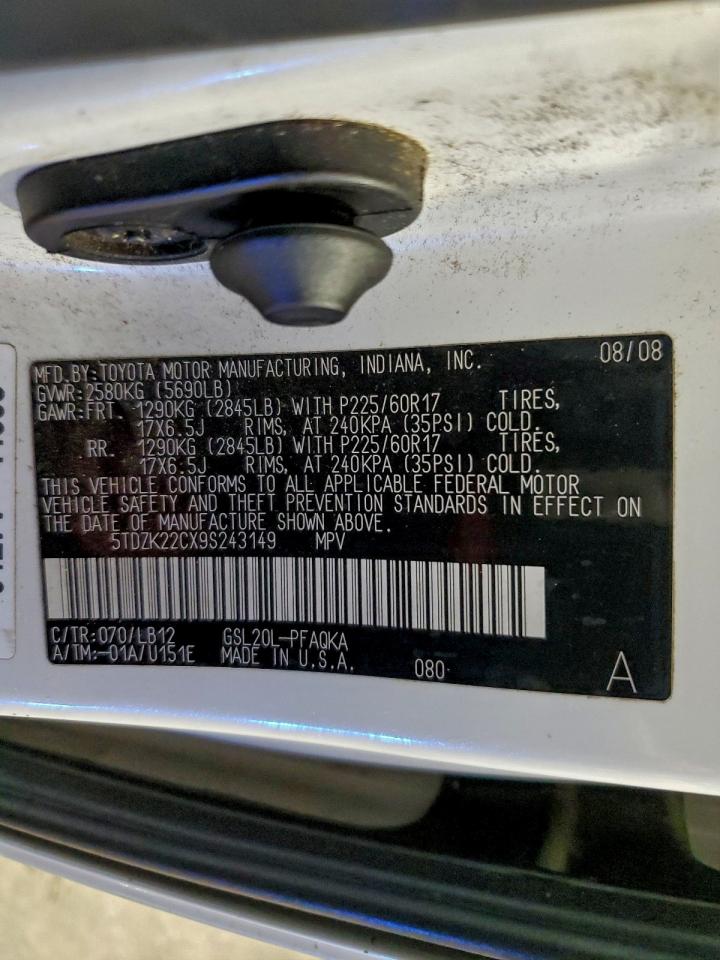 MFD.BY:TOYOTA MOTOR MANUFACTURING, INDIANA, INC. 08/08
GVWR:2580KG (5690LB)
GAWR:FRT. 1290KG (2845LB) WITH P225/60R17 TIRES,
17X6.5J RIMS, AT 240KPA (35PSI) COLD.
RR. 1290KG (2845LB) WITH P225/60R17 TIRES,
17X6.5J RIMS, AT 240KPA (35PSI) COLD.
THIS VEHICLE CONFORMS TO ALL APPLICABLE FEDERAL MOTOR
VEHICLE SAFETY AND THEFT PREVENTION STANDARDS IN EFFECT ON
THE DATE OF MANUFACTURE SHOWN ABOVE.
5TDZK22CX9S243149 MPV
C/TR:070/LB12 GSL20L-PFAQKA
A/TM:-01A/U151E MADE IN U.S.A. 080 A